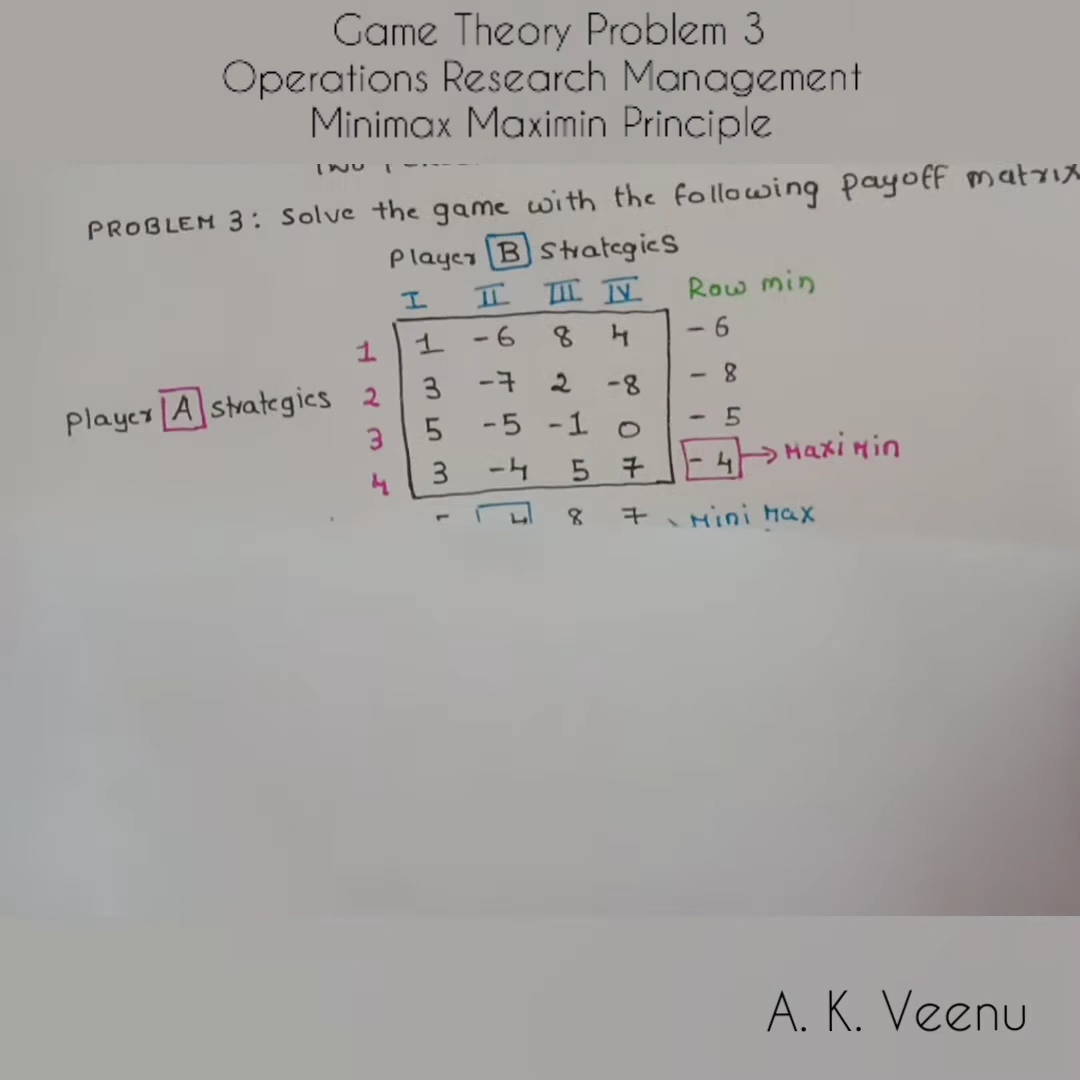 Game Theory Problem 3
Operations Research Management
Minimax Maximin Principle
PROBLEM 3: Solve the game with the following payoff matrix
Player B Strategies
I II III IV Row min
1 1 -6 8 4 -6
2 3 -7 2 -8 -8
Player A strategies
3 5 -5 -1 0 -5
4 3 -4 5 7 -4 → Maxi Min
8 7 Mini Max
A. K. Veenu